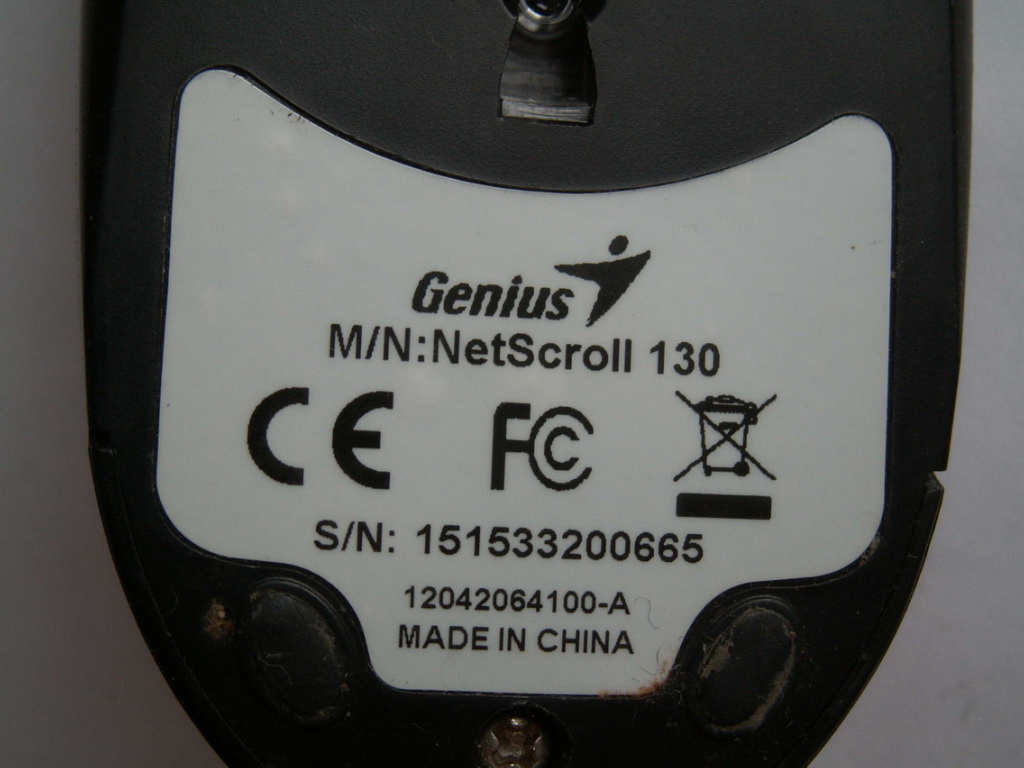 Genius
M/N:NetScroll 130
CE FC
S/N: 151533200665
12042064100-A
MADE IN CHINA